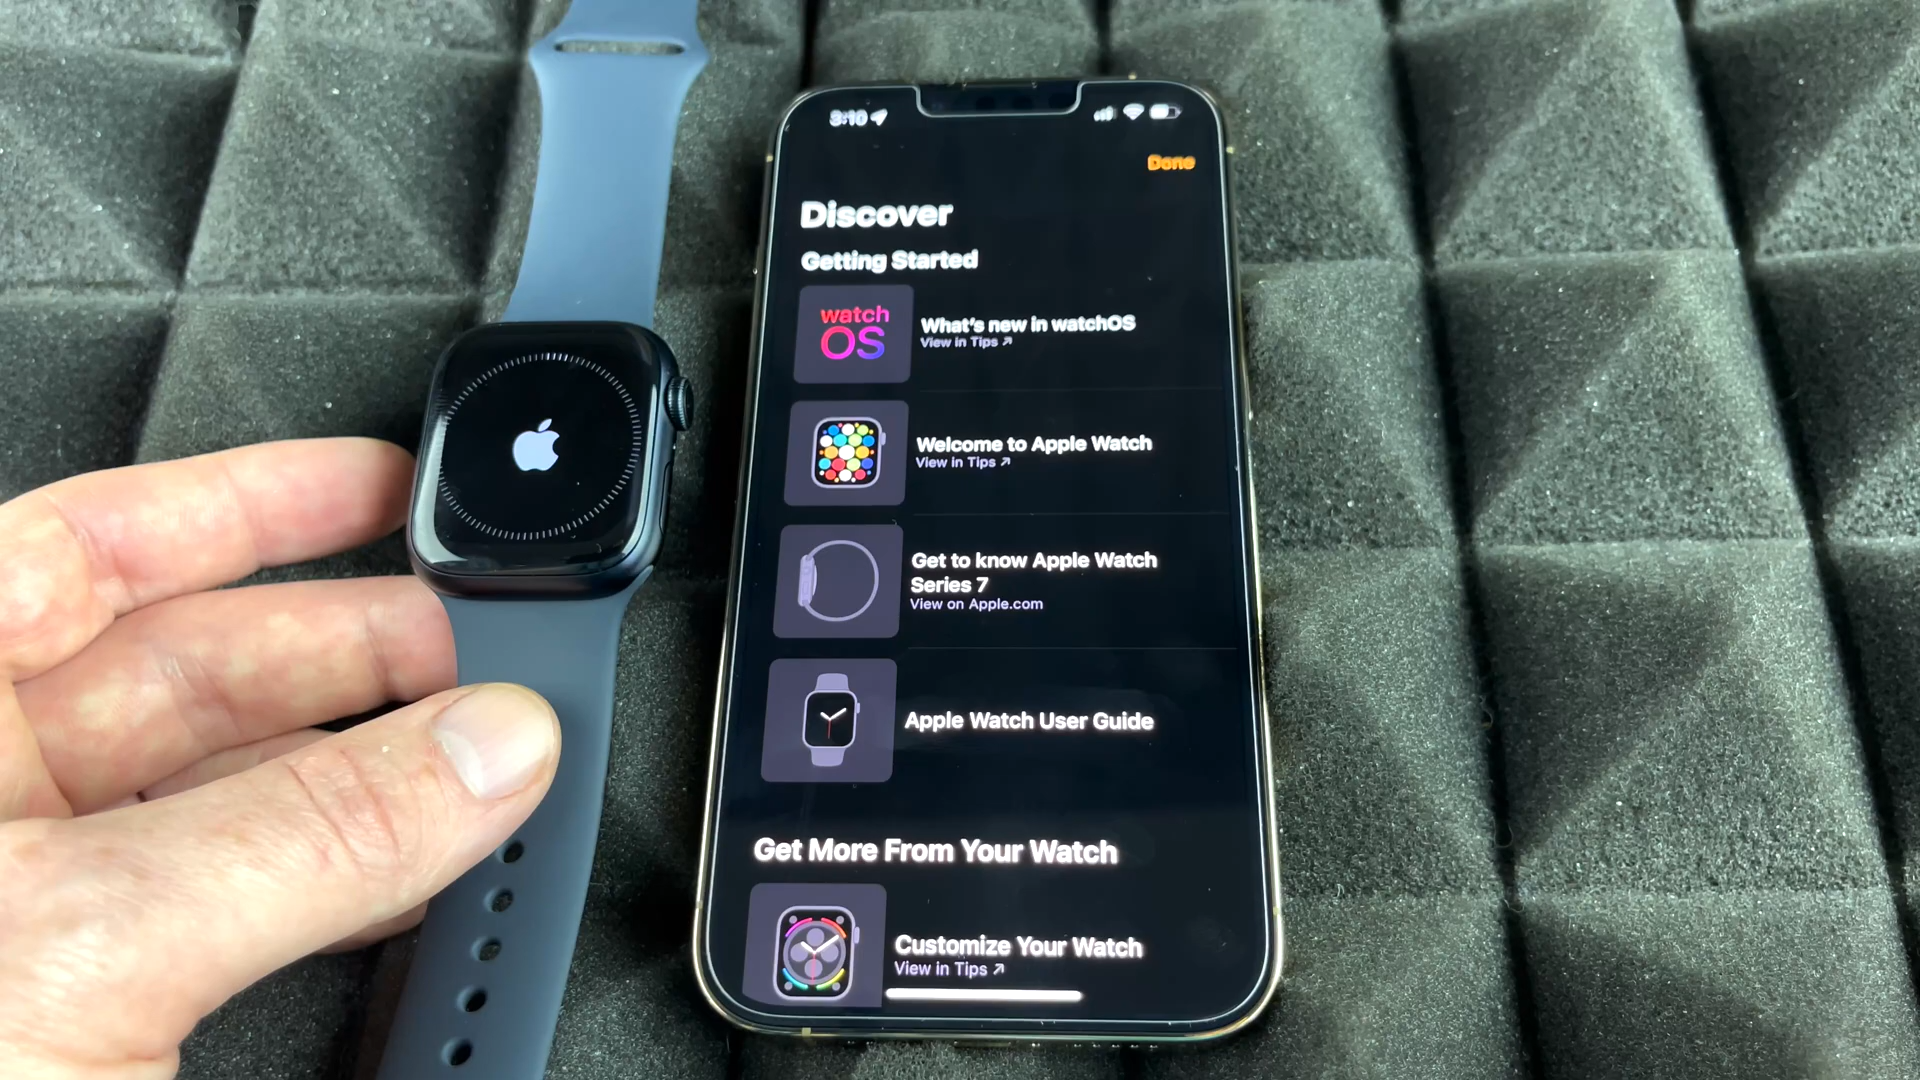 3:10
Done
Discover
Getting Started
watch
OS
What's new in watchOS
View in Tips ↗
Welcome to Apple Watch
View in Tips ↗
Get to know Apple Watch
Series 7
View on Apple.com
Apple Watch User Guide
Get More From Your Watch
Customize Your Watch
View in Tips ↗